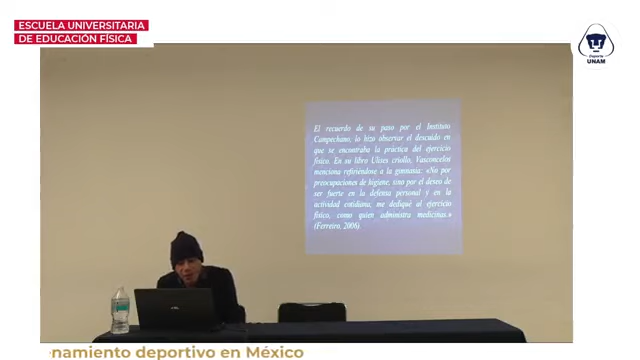 ESCUELA UNIVERSITARIA
DE EDUCACIÓN FÍSICA
Deporte
UNAM
El recuerdo de su paso por el Instituto
Campechano, lo hizo observar el descuido en
que se encontraba la práctica del ejercicio
físico. En su libro Ulises criollo, Vasconcelos
menciona refiriéndose a la gimnasia: «No por
preocupaciones de higiene, sino por el deseo de
ser fuerte en la defensa personal y en la
actividad cotidiana, me dediqué al ejercicio
físico, como quien administra medicinas.»
(Ferreiro, 2006).
enamiento deportivo en México